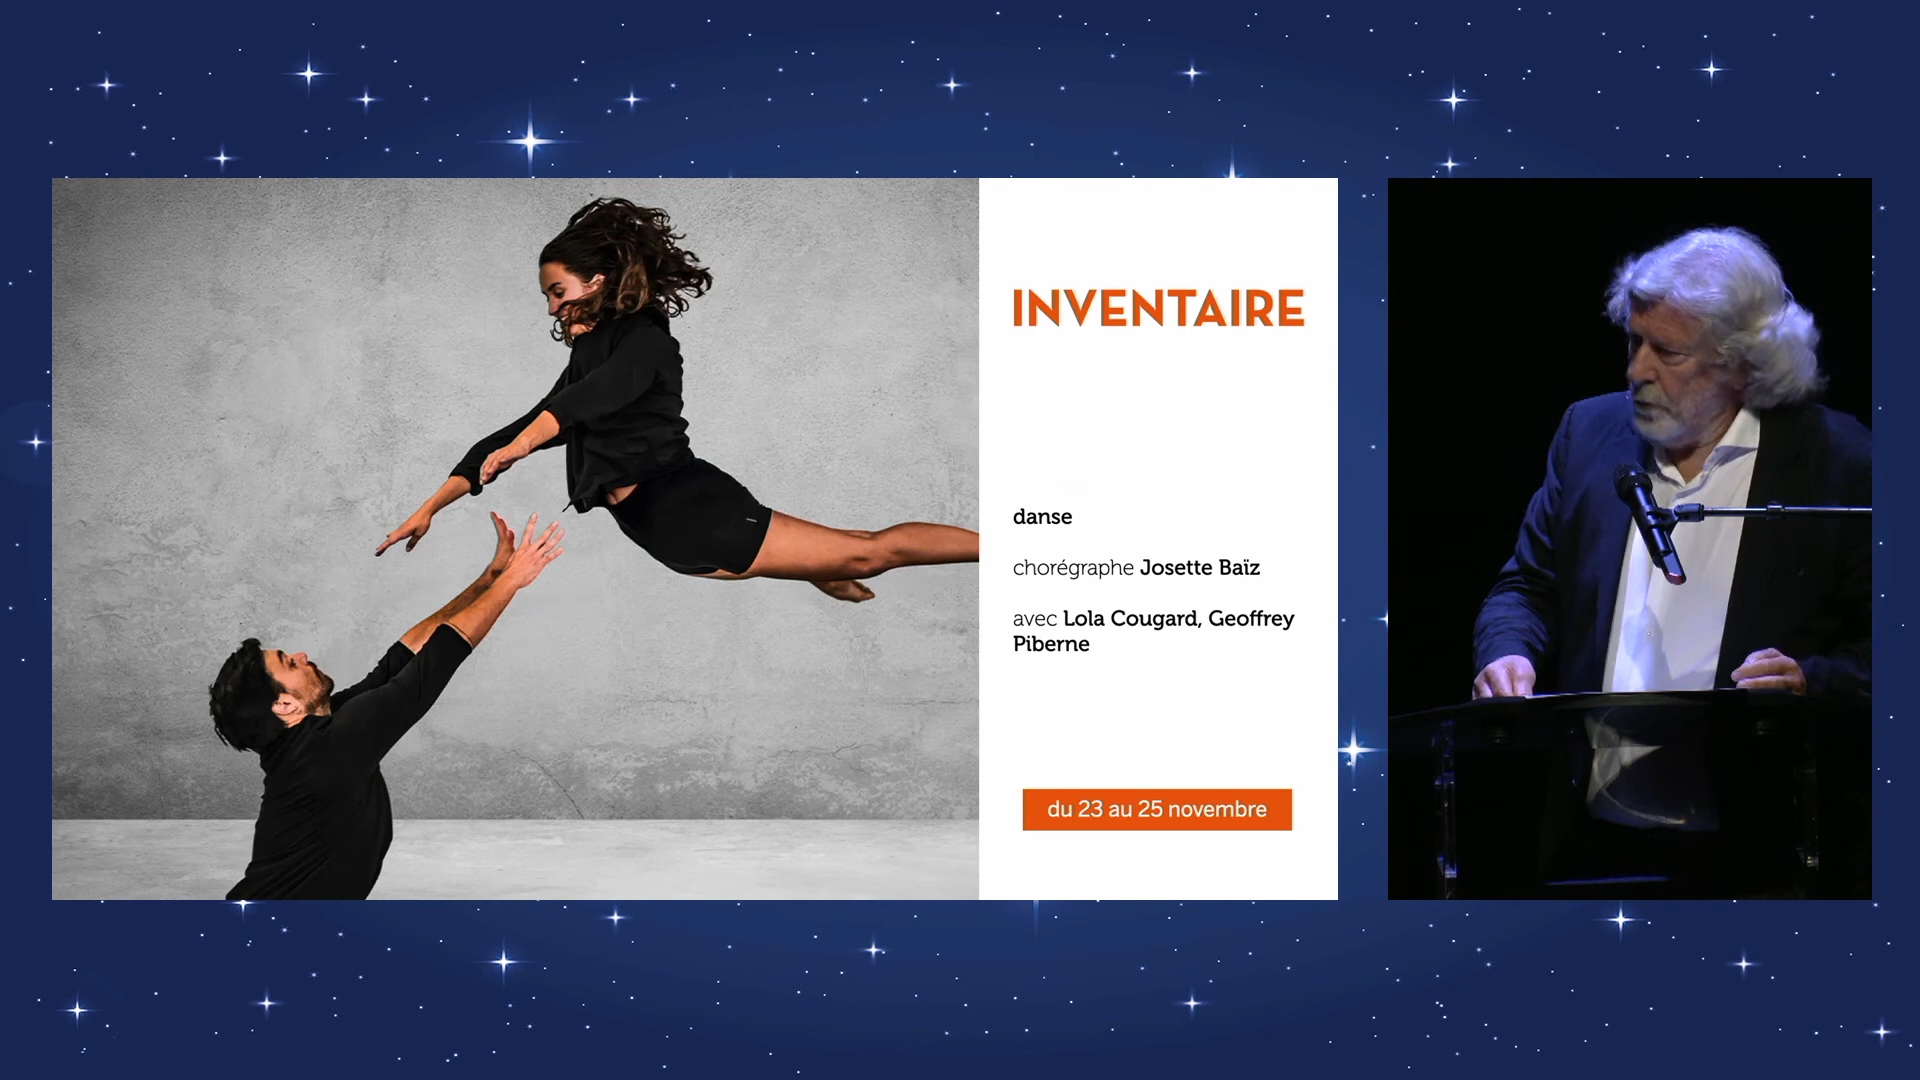 INVENTAIRE
danse
chorégraphe Josette Baïz
avec Lola Cougard, Geoffrey
Piberne
du 23 au 25 novembre